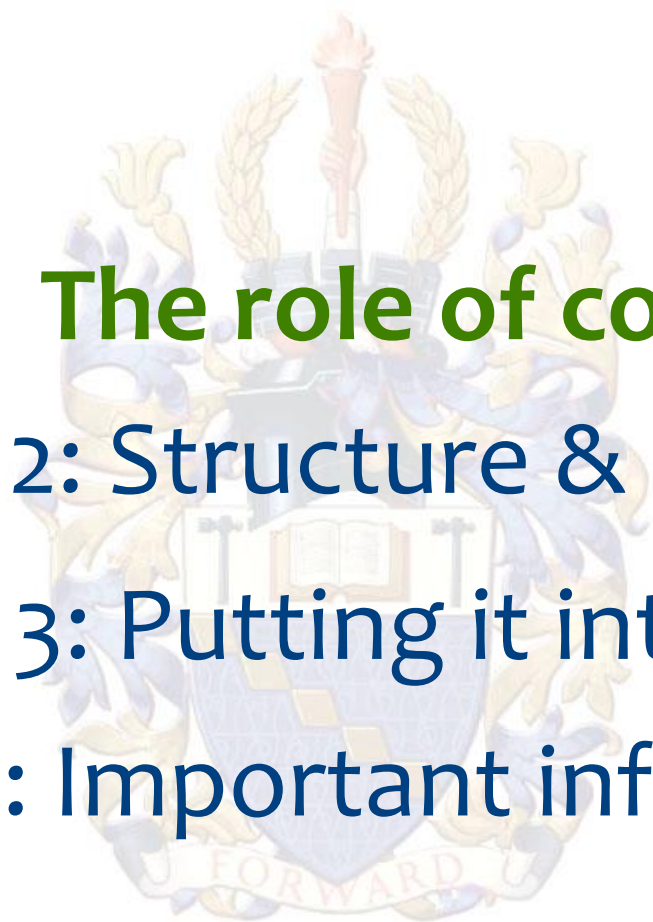 The role of co
2: Structure &
3: Putting it int
: Important inf
FORWARD